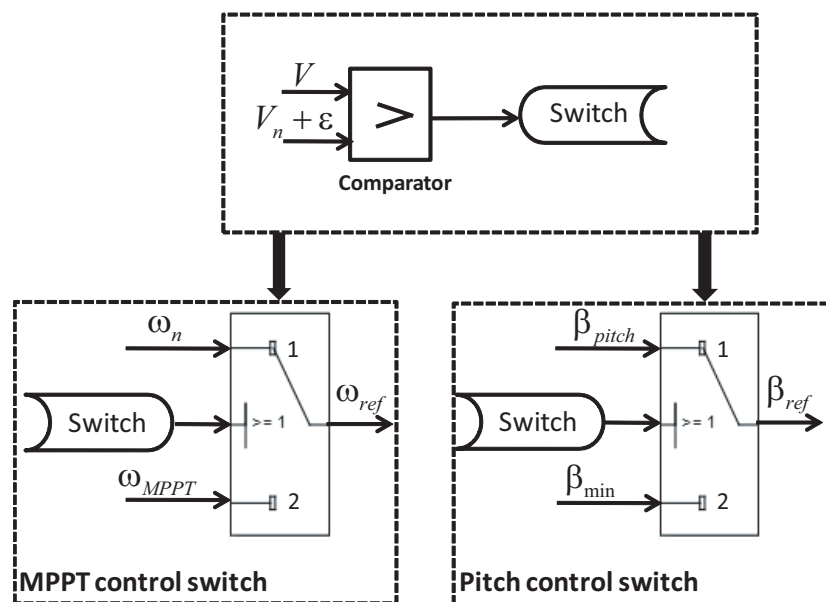 V
V_n + ε
>
Switch
Comparator
ω_n
1
Switch
>= 1
ω_ref
ω_MPPT
2
MPPT control switch
β_pitch
1
Switch
>= 1
β_ref
β_min
2
Pitch control switch